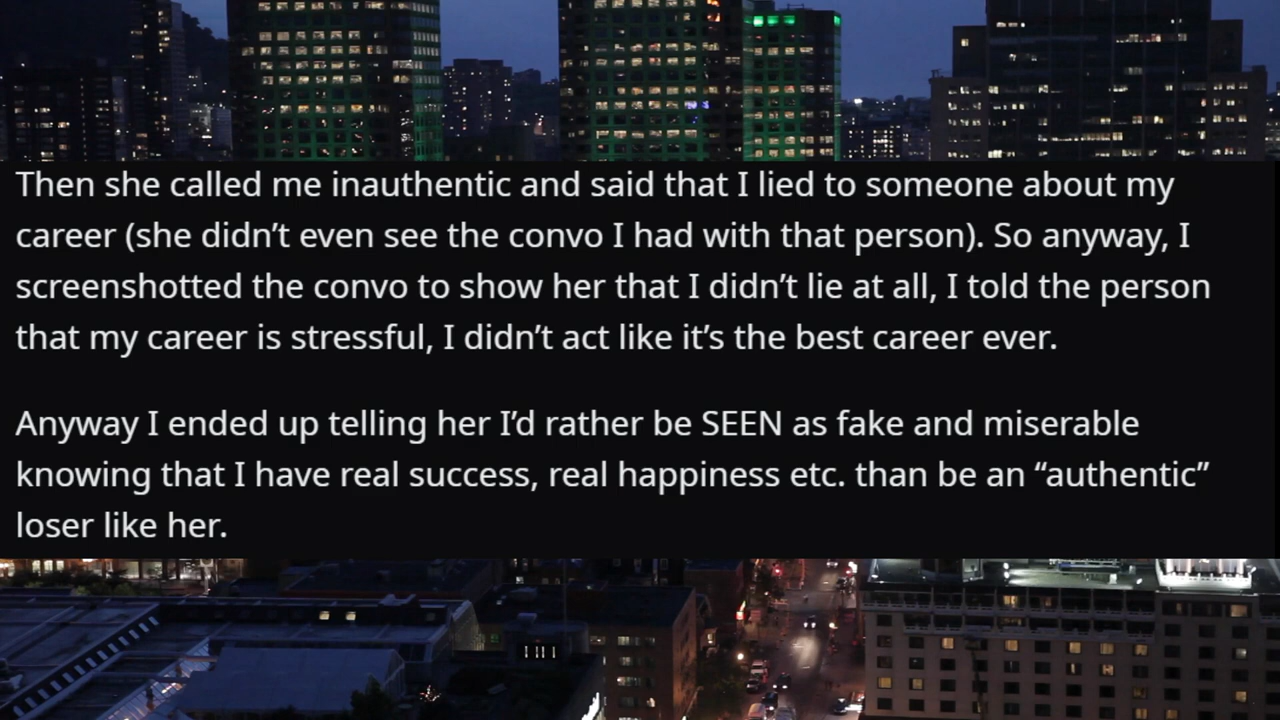 Then she called me inauthentic and said that I lied to someone about my
career (she didn’t even see the convo I had with that person). So anyway, I
screenshotted the convo to show her that I didn’t lie at all, I told the person
that my career is stressful, I didn’t act like it’s the best career ever.
Anyway I ended up telling her I’d rather be SEEN as fake and miserable
knowing that I have real success, real happiness etc. than be an “authentic”
loser like her.